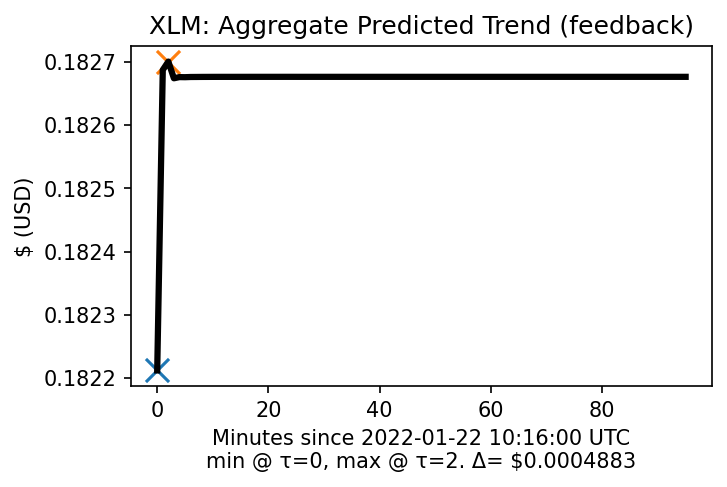 XLM: Aggregate Predicted Trend (feedback)
$ (USD)
0.1827
0.1826
0.1825
0.1824
0.1823
0.1822
0 20 40 60 80
Minutes since 2022-01-22 10:16:00 UTC
min @ τ=0, max @ τ=2. Δ= $0.0004883